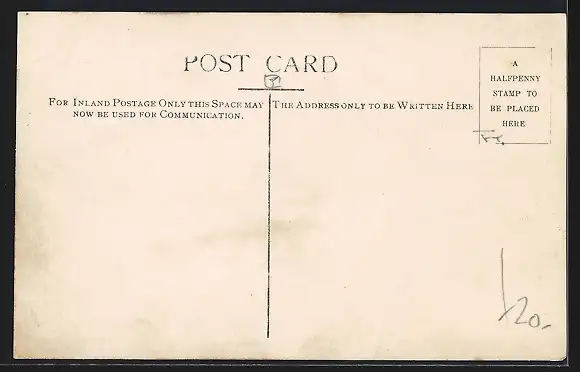 POST CARD
FOR INLAND POSTAGE ONLY THIS SPACE MAY
NOW BE USED FOR COMMUNICATION.
THE ADDRESS ONLY TO BE WRITTEN HERE
A
HALFPENNY
STAMP TO
BE PLACED
HERE
20.